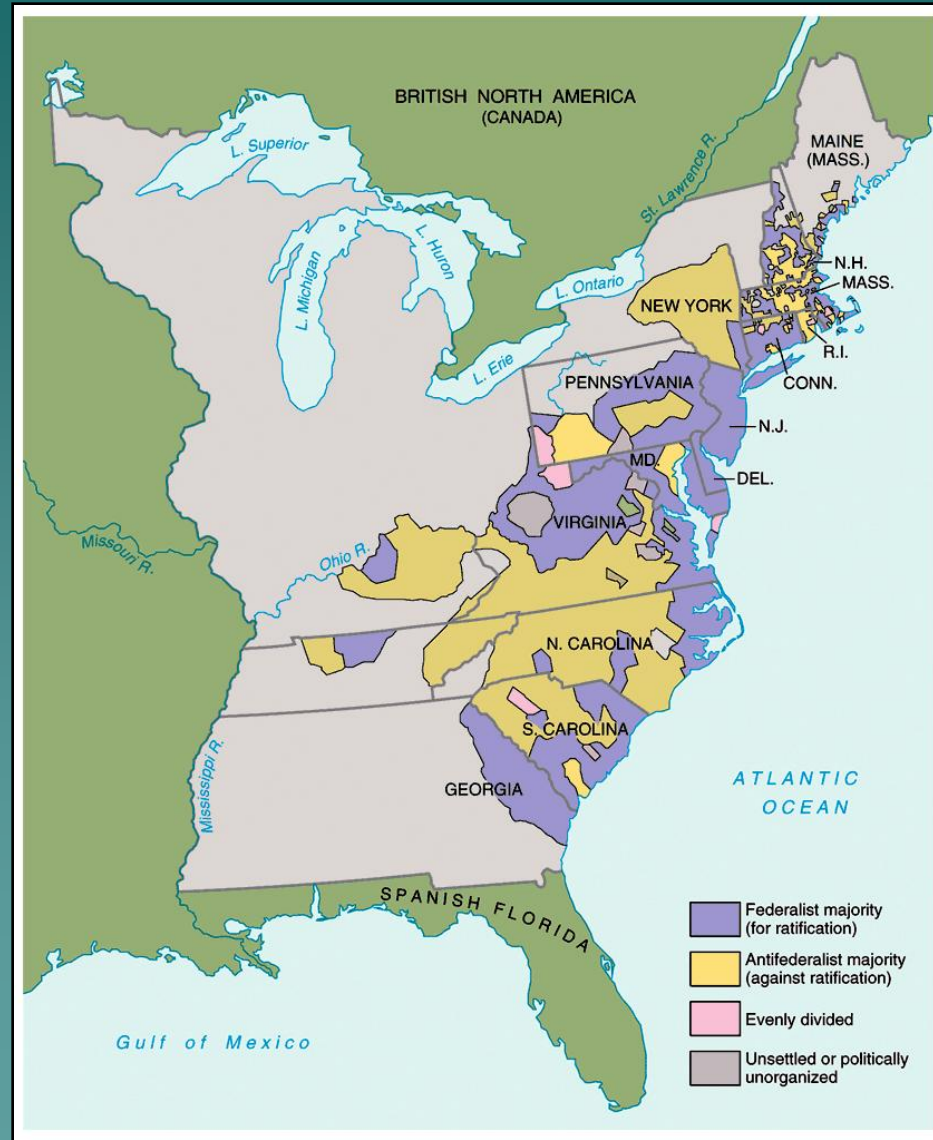 BRITISH NORTH AMERICA
(CANADA)
L. Superior
MAINE
(MASS.)
St. Lawrence R.
L. Michigan
L. Huron
L. Ontario
N.H.
MASS.
NEW YORK
L. Erie
R.I.
CONN.
PENNSYLVANIA
N.J.
MD.
DEL.
VIRGINIA
Missouri R.
Ohio R.
N. CAROLINA
S. CAROLINA
Mississippi R.
GEORGIA
ATLANTIC
OCEAN
SPANISH FLORIDA
Gulf of Mexico
Federalist majority
(for ratification)
Antifederalist majority
(against ratification)
Evenly divided
Unsettled or politically
unorganized